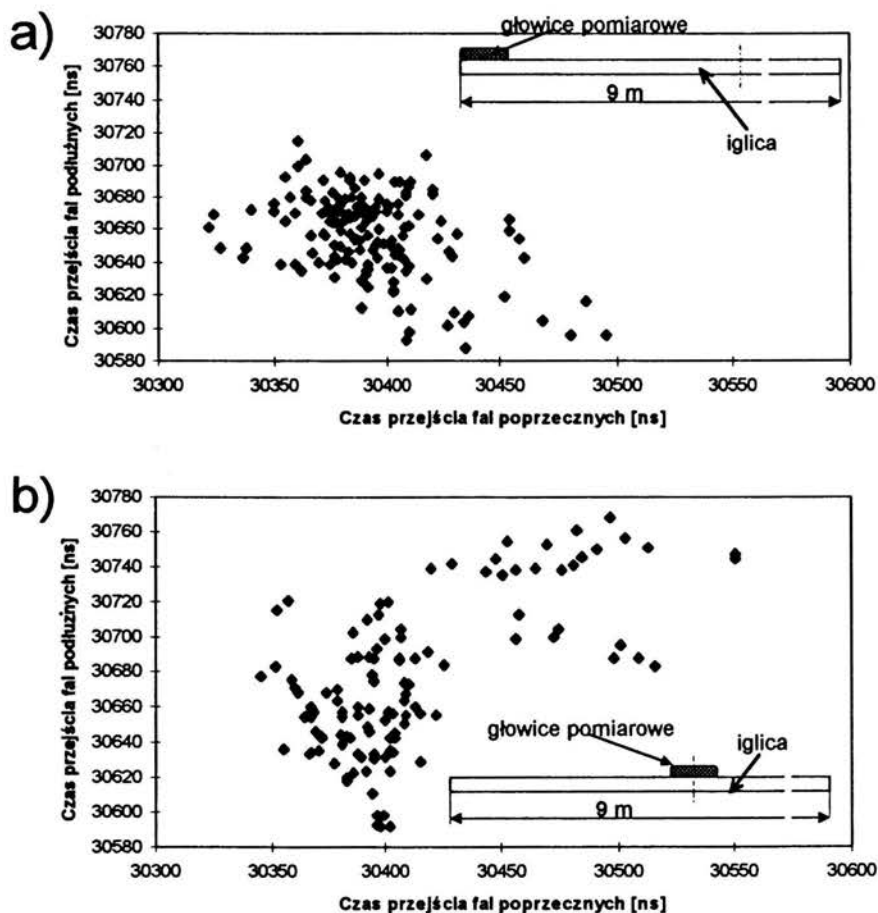 a)
głowice pomiarowe
9 m
iglica
30780
30760
30740
30720
30700
30680
30660
30640
30620
30600
30580
Czas przejścia fal podłużnych [ns]
30300 30350 30400 30450 30500 30550 30600
Czas przejścia fal poprzecznych [ns]
b)
30780
30760
30740
30720
30700
30680
30660
30640
30620
30600
30580
Czas przejścia fal podłużnych [ns]
głowice pomiarowe
iglica
9 m
30300 30350 30400 30450 30500 30550 30600
Czas przejścia fal poprzecznych [ns]